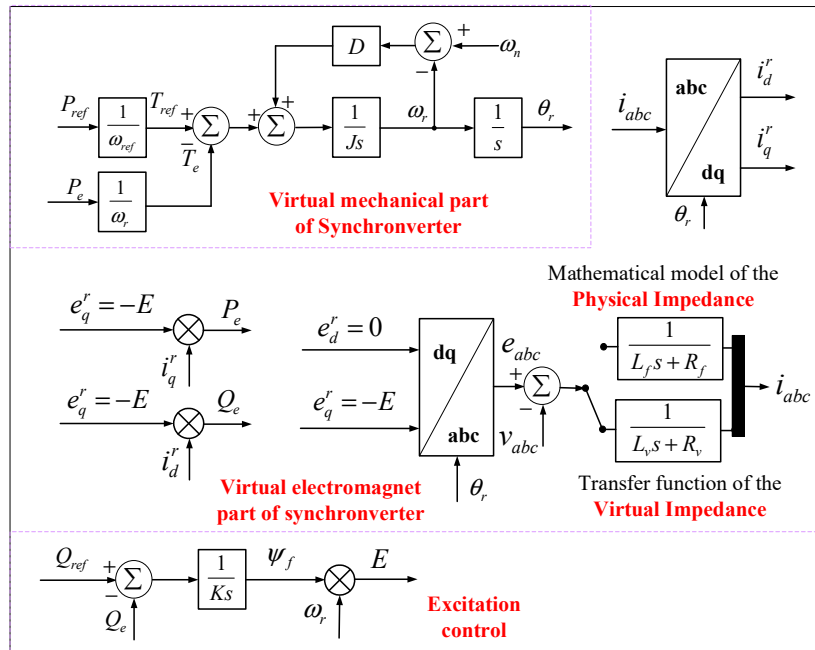 D
Σ
+
−
ω_n
P_ref
1/ω_ref
T_ref
+
Σ
−
T_e
+
+
Σ
1/Js
ω_r
1/s
θ_r
P_e
1/ω_r
Virtual mechanical part
of Synchronverter
i_abc
abc
dq
i_d^r
i_q^r
θ_r
e_q^r = −E
P_e
i_q^r
e_q^r = −E
Q_e
i_d^r
Virtual electromagnet
part of synchronverter
e_d^r = 0
e_q^r = −E
dq
abc
θ_r
e_abc
+
Σ
−
v_abc
Mathematical model of the
Physical Impedance
1/(L_f s + R_f)
i_abc
1/(L_v s + R_v)
Transfer function of the
Virtual Impedance
Q_ref
+
Σ
−
Q_e
1/Ks
ψ_f
E
ω_r
Excitation
control